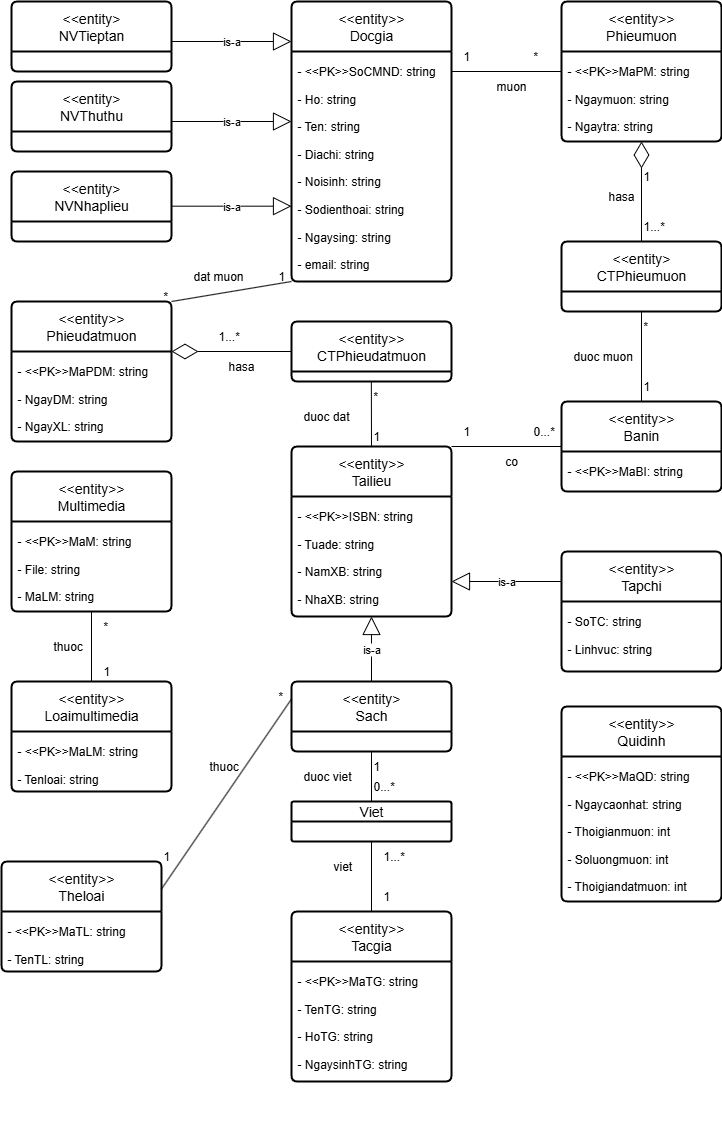 <<entity>>
NVTieptan
is-a
<<entity>>
NVThuthu
is-a
<<entity>>
NVNhaplieu
is-a
<<entity>>
Docgia
- <<PK>>SoCMND: string
- Ho: string
- Ten: string
- Diachi: string
- Noisinh: string
- Sodienthoai: string
- Ngaysing: string
- email: string
1
*
muon
<<entity>>
Phieumuon
- <<PK>>MaPM: string
- Ngaymuon: string
- Ngaytra: string
1
hasa
1...*
<<entity>
CTPhieumuon
*
duoc muon
1
dat muon
1
*
<<entity>>
Phieudatmuon
- <<PK>>MaPDM: string
- NgayDM: string
- NgayXL: string
1...*
hasa
<<entity>>
CTPhieudatmuon
*
duoc dat
1
<<entity>>
Banin
- <<PK>>MaBI: string
1
0...*
co
<<entity>>
Tailieu
- <<PK>>ISBN: string
- Tuade: string
- NamXB: string
- NhaXB: string
<<entity>>
Multimedia
- <<PK>>MaM: string
- File: string
- MaLM: string
*
thuoc
1
<<entity>>
Loaimultimedia
- <<PK>>MaLM: string
- Tenloai: string
is-a
<<entity>>
Tapchi
- SoTC: string
- Linhvuc: string
is-a
<<entity>
Sach
*
thuoc
1
1
duoc viet
0...*
Viet
1...*
viet
1
<<entity>>
Quidinh
- <<PK>>MaQD: string
- Ngaycaonhat: string
- Thoigianmuon: int
- Soluongmuon: int
- Thoigiandatmuon: int
<<entity>>
Theloai
- <<PK>>MaTL: string
- TenTL: string
<<entity>>
Tacgia
- <<PK>>MaTG: string
- TenTG: string
- HoTG: string
- NgaysinhTG: string